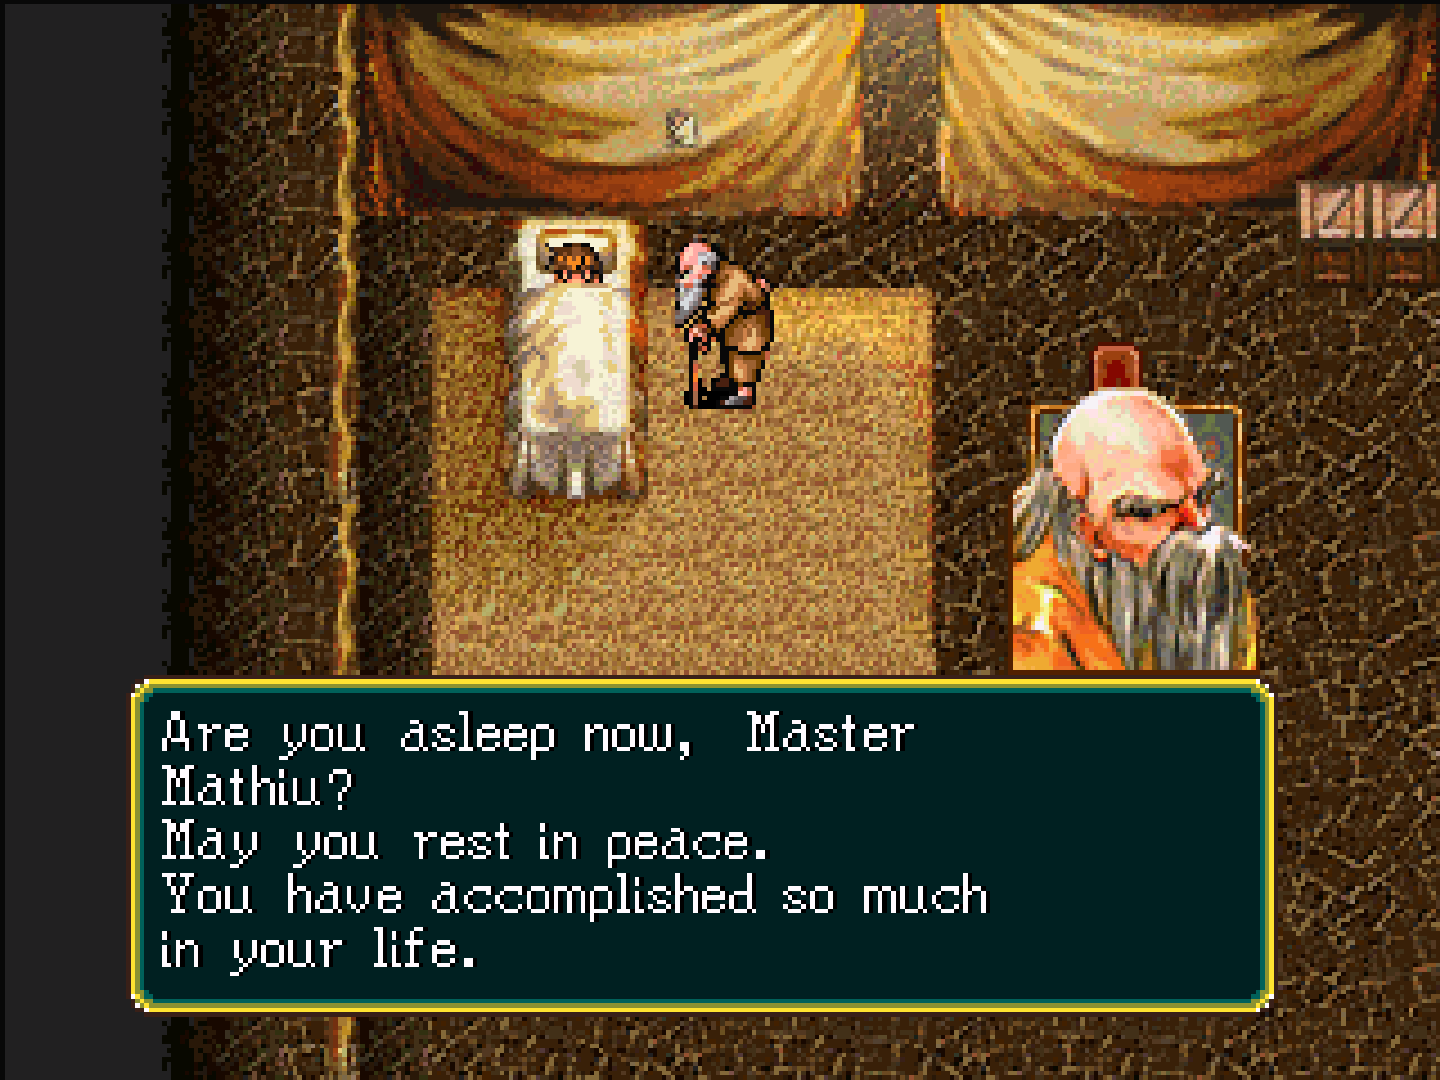 Are you asleep now, Master
Mathiu?
May you rest in peace.
You have accomplished so much
in your life.